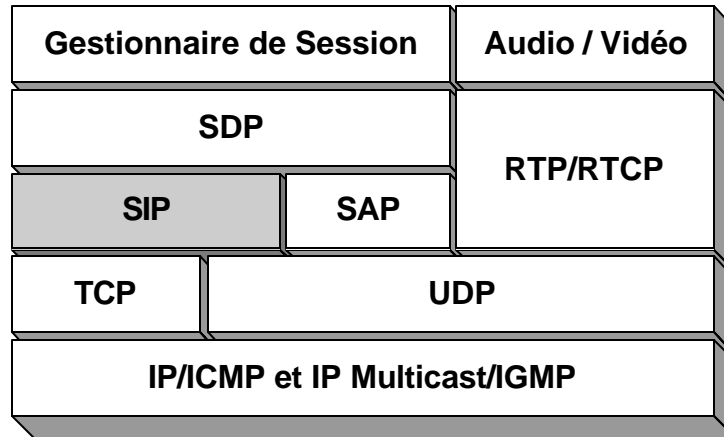 Gestionnaire de Session
Audio / Vidéo
SDP
RTP/RTCP
SIP
SAP
TCP
UDP
IP/ICMP et IP Multicast/IGMP